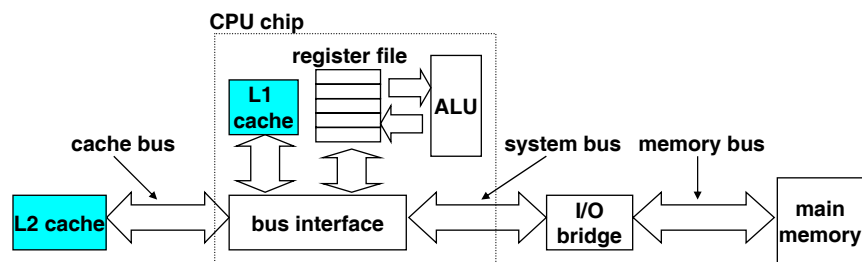 CPU chip
register file
L1
cache
ALU
cache bus
system bus
memory bus
L2 cache
bus interface
I/O
bridge
main
memory